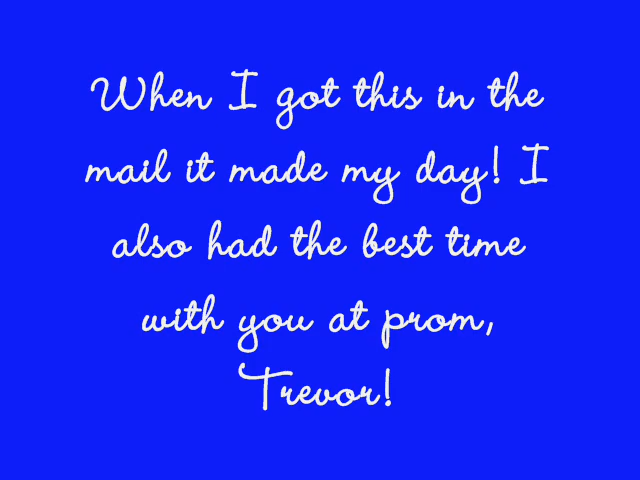 When I got this in the
mail it made my day! I
also had the best time
with you at prom,
Trevor!